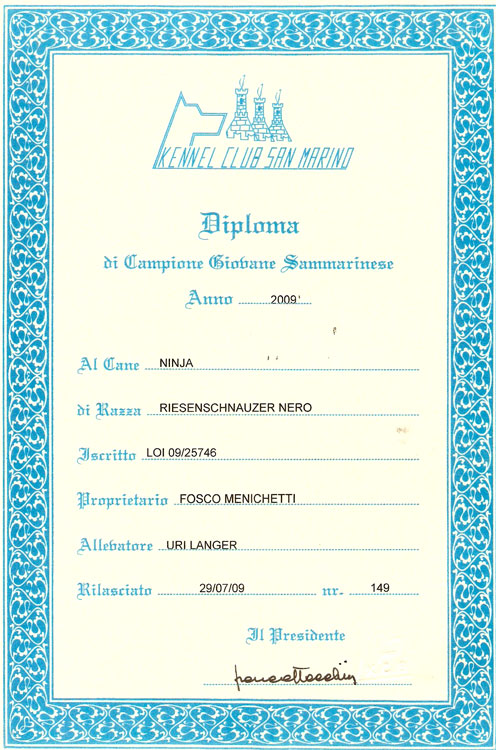 KENNEL CLUB SAN MARINO
Diploma
di Campione Giovane Sammarinese
Anno 2009
Al Cane NINJA
di Razza RIESENSCHNAUZER NERO
Iscritto LOI 09/25746
Proprietario FOSCO MENICHETTI
Allevatore URI LANGER
Rilasciato 29/07/09 nr. 149
Il Presidente